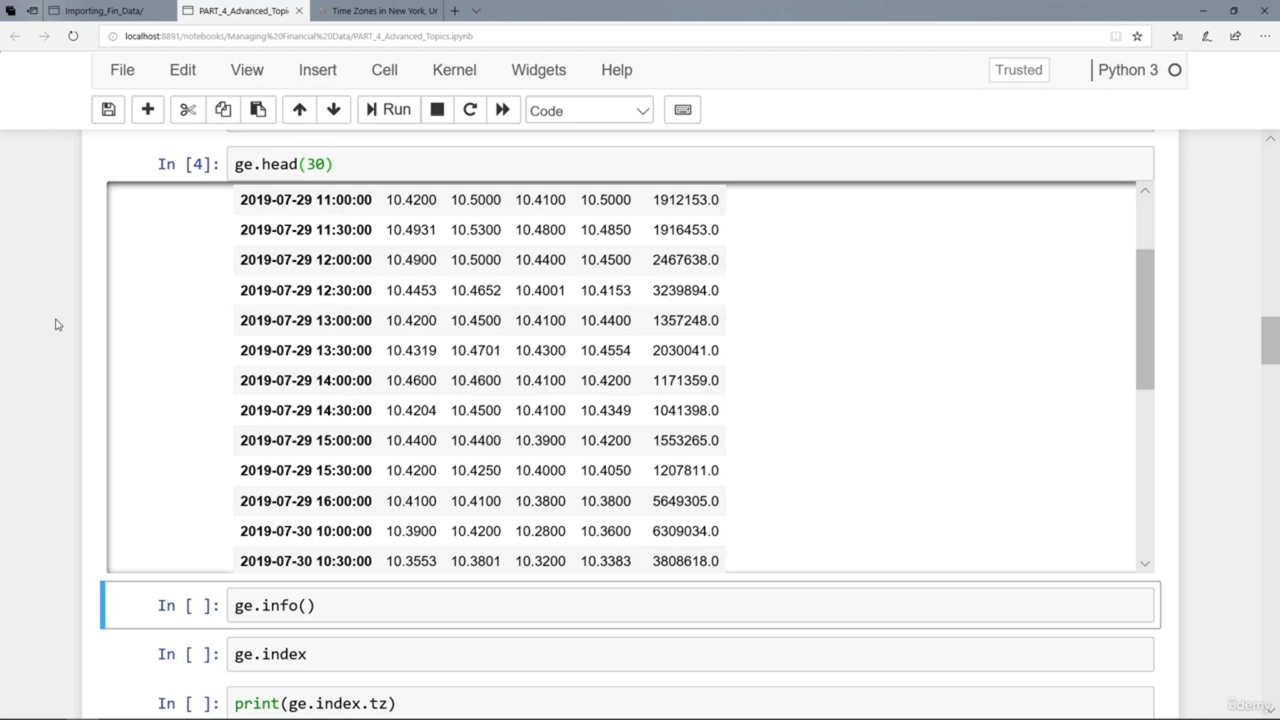 Importing_Fin_Data/ PART_4_Advanced_Topi Time Zones in New York, Ur
localhost:8891/notebooks/Managing%20Financial%20Data/PART_4_Advanced_Topics.ipynb
File Edit View Insert Cell Kernel Widgets Help Trusted Python 3
Run Code
In [4]: ge.head(30)
2019-07-29 11:00:00 10.4200 10.5000 10.4100 10.5000 1912153.0
2019-07-29 11:30:00 10.4931 10.5300 10.4800 10.4850 1916453.0
2019-07-29 12:00:00 10.4900 10.5000 10.4400 10.4500 2467638.0
2019-07-29 12:30:00 10.4453 10.4652 10.4001 10.4153 3239894.0
2019-07-29 13:00:00 10.4200 10.4500 10.4100 10.4400 1357248.0
2019-07-29 13:30:00 10.4319 10.4701 10.4300 10.4554 2030041.0
2019-07-29 14:00:00 10.4600 10.4600 10.4100 10.4200 1171359.0
2019-07-29 14:30:00 10.4204 10.4500 10.4100 10.4349 1041398.0
2019-07-29 15:00:00 10.4400 10.4400 10.3900 10.4200 1553265.0
2019-07-29 15:30:00 10.4200 10.4250 10.4000 10.4050 1207811.0
2019-07-29 16:00:00 10.4100 10.4100 10.3800 10.3800 5649305.0
2019-07-30 10:00:00 10.3900 10.4200 10.2800 10.3600 6309034.0
2019-07-30 10:30:00 10.3553 10.3801 10.3200 10.3383 3808618.0
In [ ]: ge.info()
In [ ]: ge.index
In [ ]: print(ge.index.tz)
ûdemy